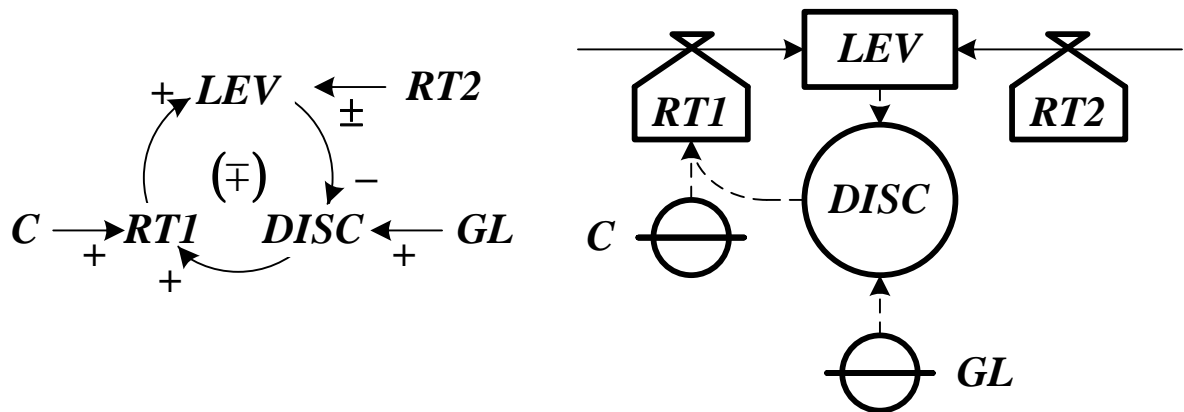 + LEV RT2
±
(∓)
−
C RT1 DISC GL
+ + +
LEV
RT1 RT2
DISC
C
GL